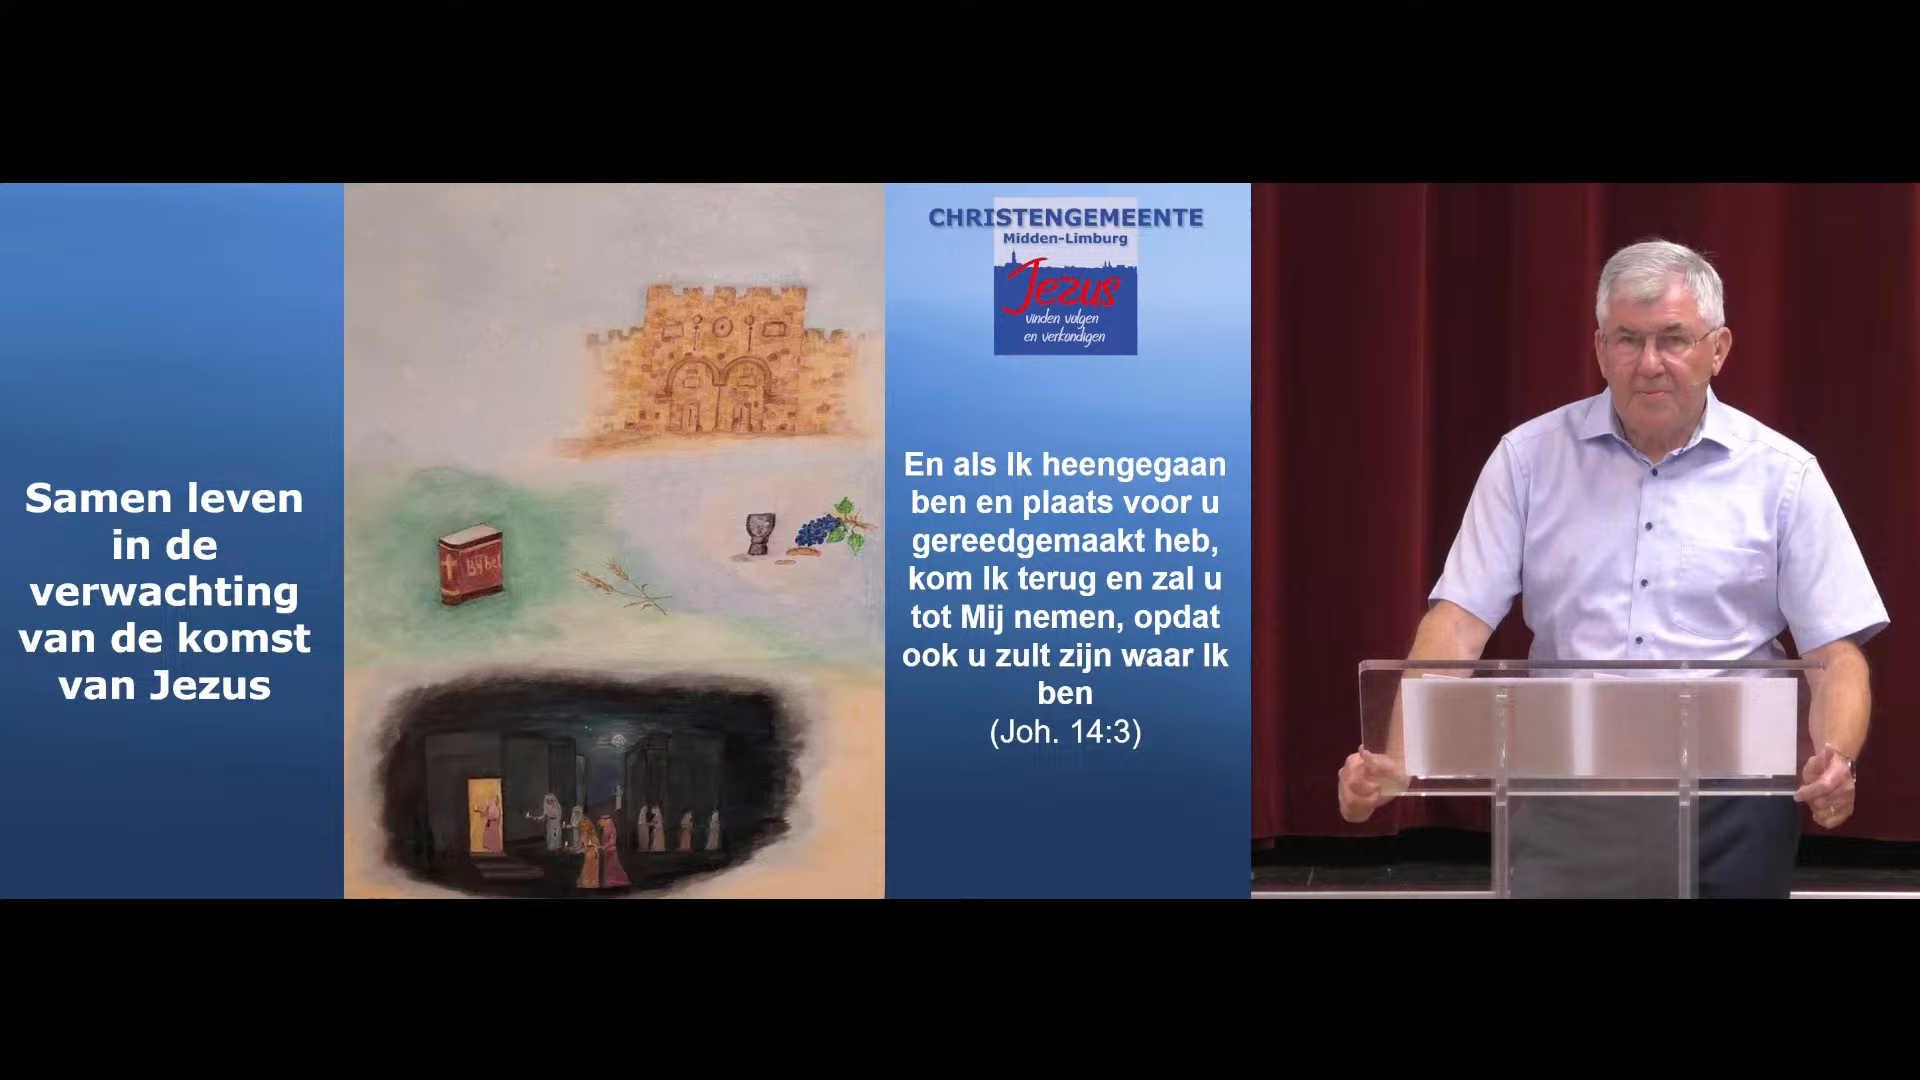 Samen leven
in de
verwachting
van de komst
van Jezus
Bijbel
CHRISTENGEMEENTE
Midden-Limburg
Jezus
vinden volgen
en verkondigen
En als Ik heengegaan
ben en plaats voor u
gereedgemaakt heb,
kom Ik terug en zal u
tot Mij nemen, opdat
ook u zult zijn waar Ik
ben
(Joh. 14:3)